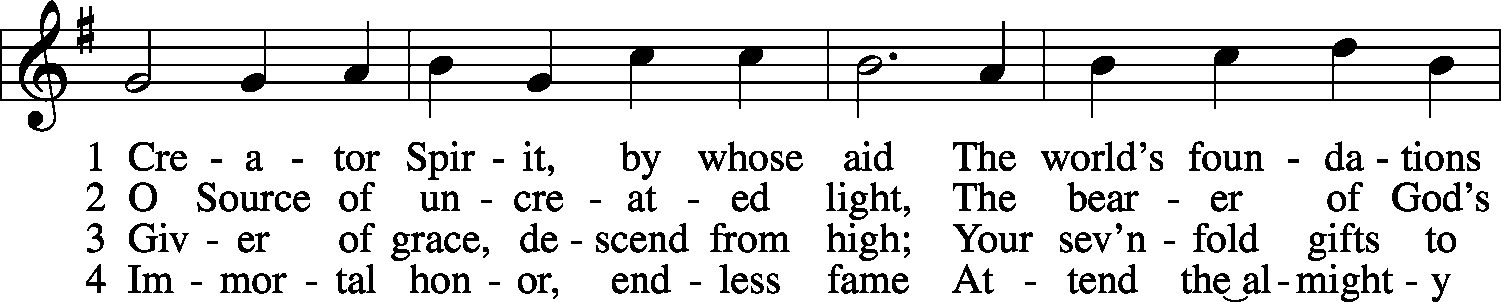 1 Cre - a - tor Spir - it, by whose aid The world’s foun - da - tions
2 O Source of un - cre - at - ed light, The bear - er of God’s
3 Giv - er of grace, de - scend from high; Your sev’n - fold gifts to
4 Im - mor - tal hon - or, end - less fame At - tend the‿al - might - y